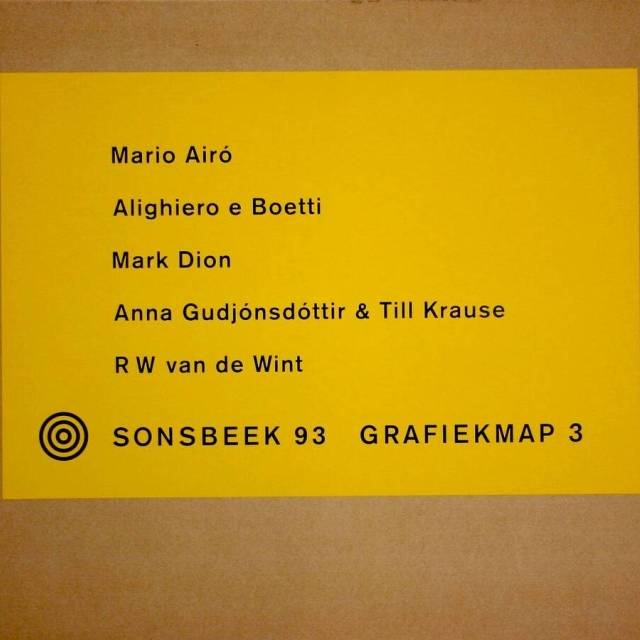 Mario Airó
Alighiero e Boetti
Mark Dion
Anna Gudjónsdóttir & Till Krause
R W van de Wint
SONSBEEK 93 GRAFIEKMAP 3